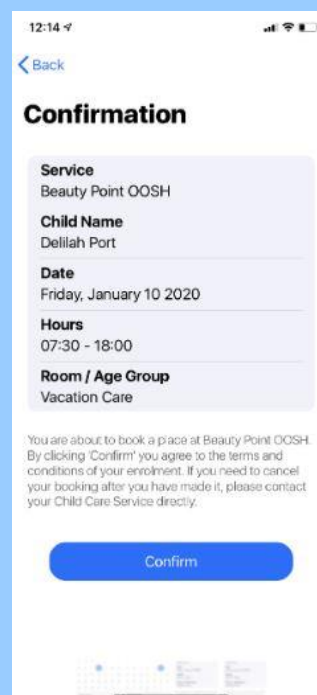 12:14
Back
Confirmation
Service
Beauty Point OOSH
Child Name
Delilah Port
Date
Friday, January 10 2020
Hours
07:30 - 18:00
Room / Age Group
Vacation Care
You are about to book a place at Beauty Point OOSH.
By clicking 'Confirm' you agree to the terms and
conditions of your enrolment. If you need to cancel
your booking after you have made it, please contact
your Child Care Service directly.
Confirm